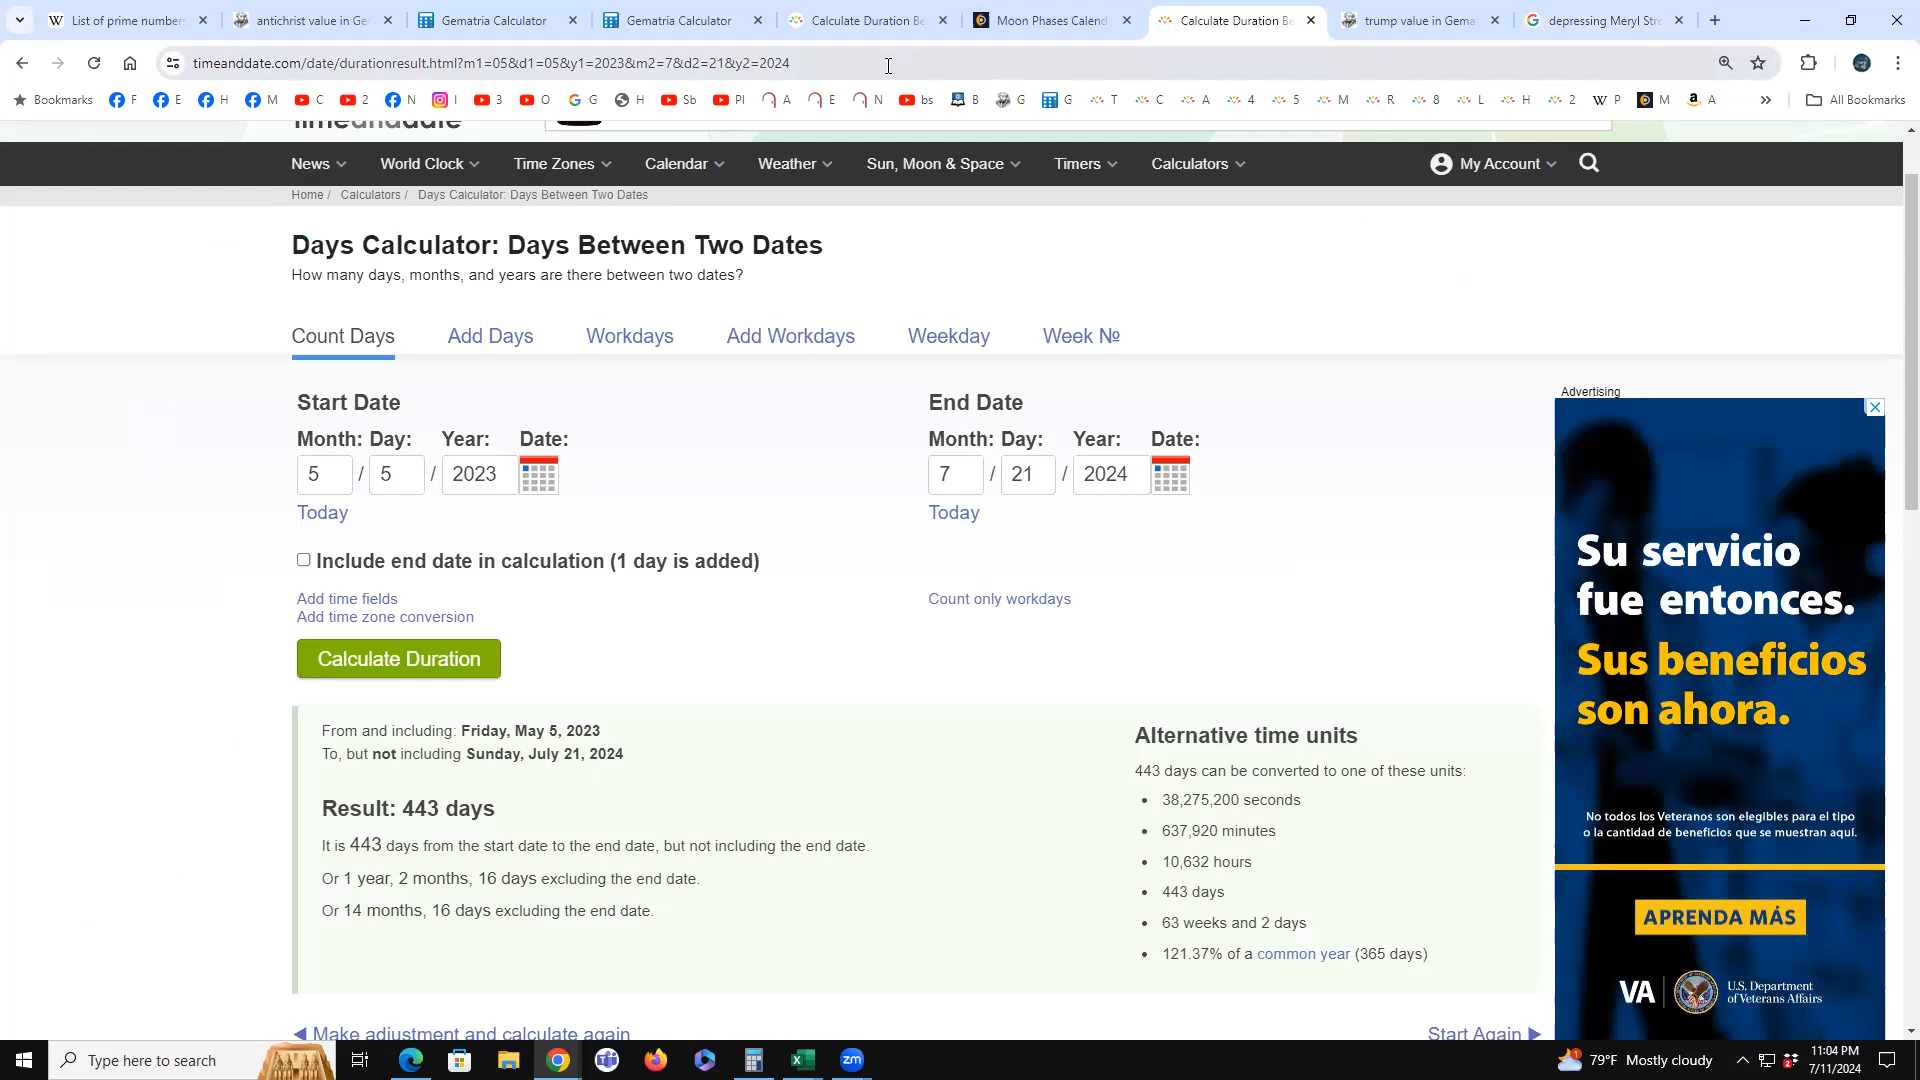 List of prime numbers
antichrist value in Ge
Gematria Calculator
Gematria Calculator
Calculate Duration Be
Moon Phases Calend
Calculate Duration Be
trump value in Gema
depressing Meryl Stre
timeanddate.com/date/durationresult.html?m1=05&d1=05&y1=2023&m2=7&d2=21&y2=2024
Bookmarks F E H M C 2 N I 3 O G H Sb PI A E N bs B G G T C A 4 5 M R 8 L H 2 P M A » All Bookmarks
timeanddate
News World Clock Time Zones Calendar Weather Sun, Moon & Space Timers Calculators My Account
Home / Calculators / Days Calculator: Days Between Two Dates
Days Calculator: Days Between Two Dates
How many days, months, and years are there between two dates?
Count Days Add Days Workdays Add Workdays Weekday Week №
Advertising
Start Date End Date
Month: Day: Year: Date: Month: Day: Year: Date:
5 / 5 / 2023 7 / 21 / 2024
Today Today
Include end date in calculation (1 day is added)
Add time fields Count only workdays
Add time zone conversion
Calculate Duration
From and including: Friday, May 5, 2023
To, but not including Sunday, July 21, 2024
Result: 443 days
It is 443 days from the start date to the end date, but not including the end date.
Or 1 year, 2 months, 16 days excluding the end date.
Or 14 months, 16 days excluding the end date.
Alternative time units
443 days can be converted to one of these units:
• 38,275,200 seconds
• 637,920 minutes
• 10,632 hours
• 443 days
• 63 weeks and 2 days
• 121.37% of a common year (365 days)
◀ Make adjustment and calculate again Start Again ▶
Su servicio
fue entonces.
Sus beneficios
son ahora.
No todos los Veteranos son elegibles para el tipo
o la cantidad de beneficios que se muestran aquí.
APRENDA MÁS
VA U.S. Department
of Veterans Affairs
Type here to search
79°F Mostly cloudy
11:04 PM
7/11/2024